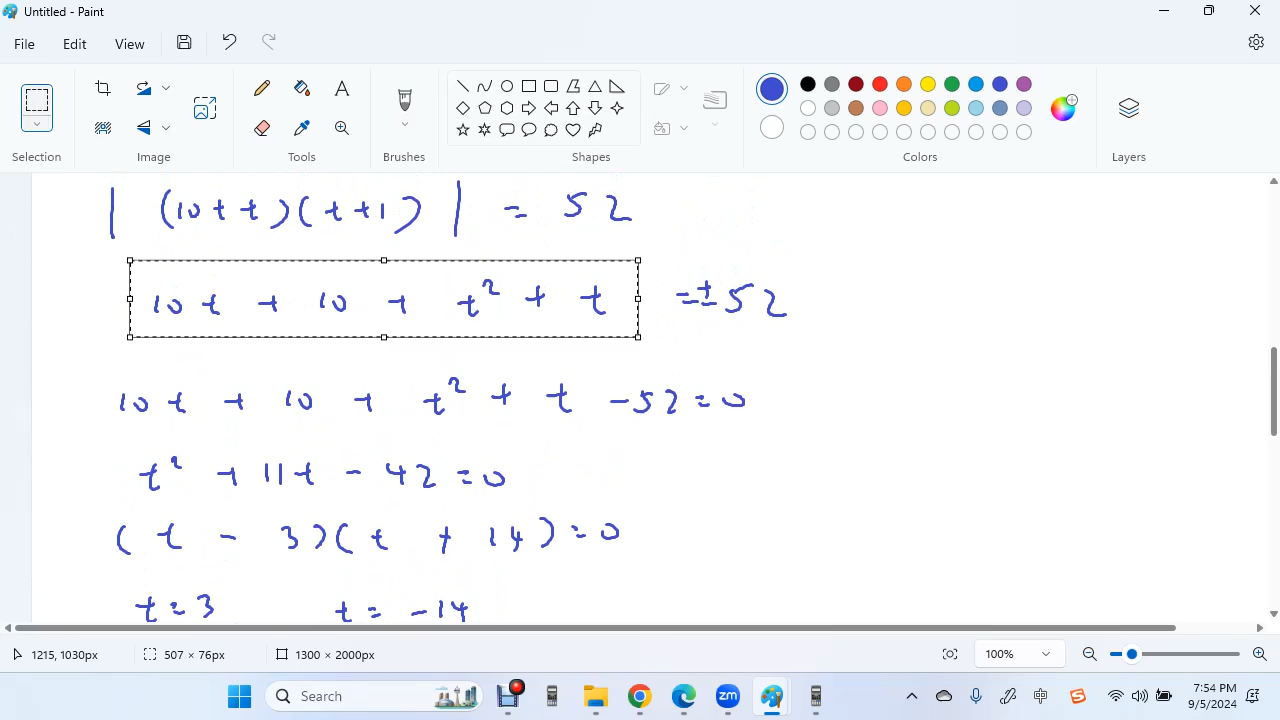 Untitled - Paint
File Edit View
Selection Image Tools Brushes Shapes Colors Layers
| (10+t)(t+1) | = 52
10t + 10 + t² + t = ±52
10t + 10 + t² + t -52=0
t² + 11t - 42 =0
(t - 3)(t + 14) = 0
t = 3 t = -14
1215, 1030px 507 × 76px 1300 × 2000px 100%
Search zm 中 S 7:54 PM
9/5/2024